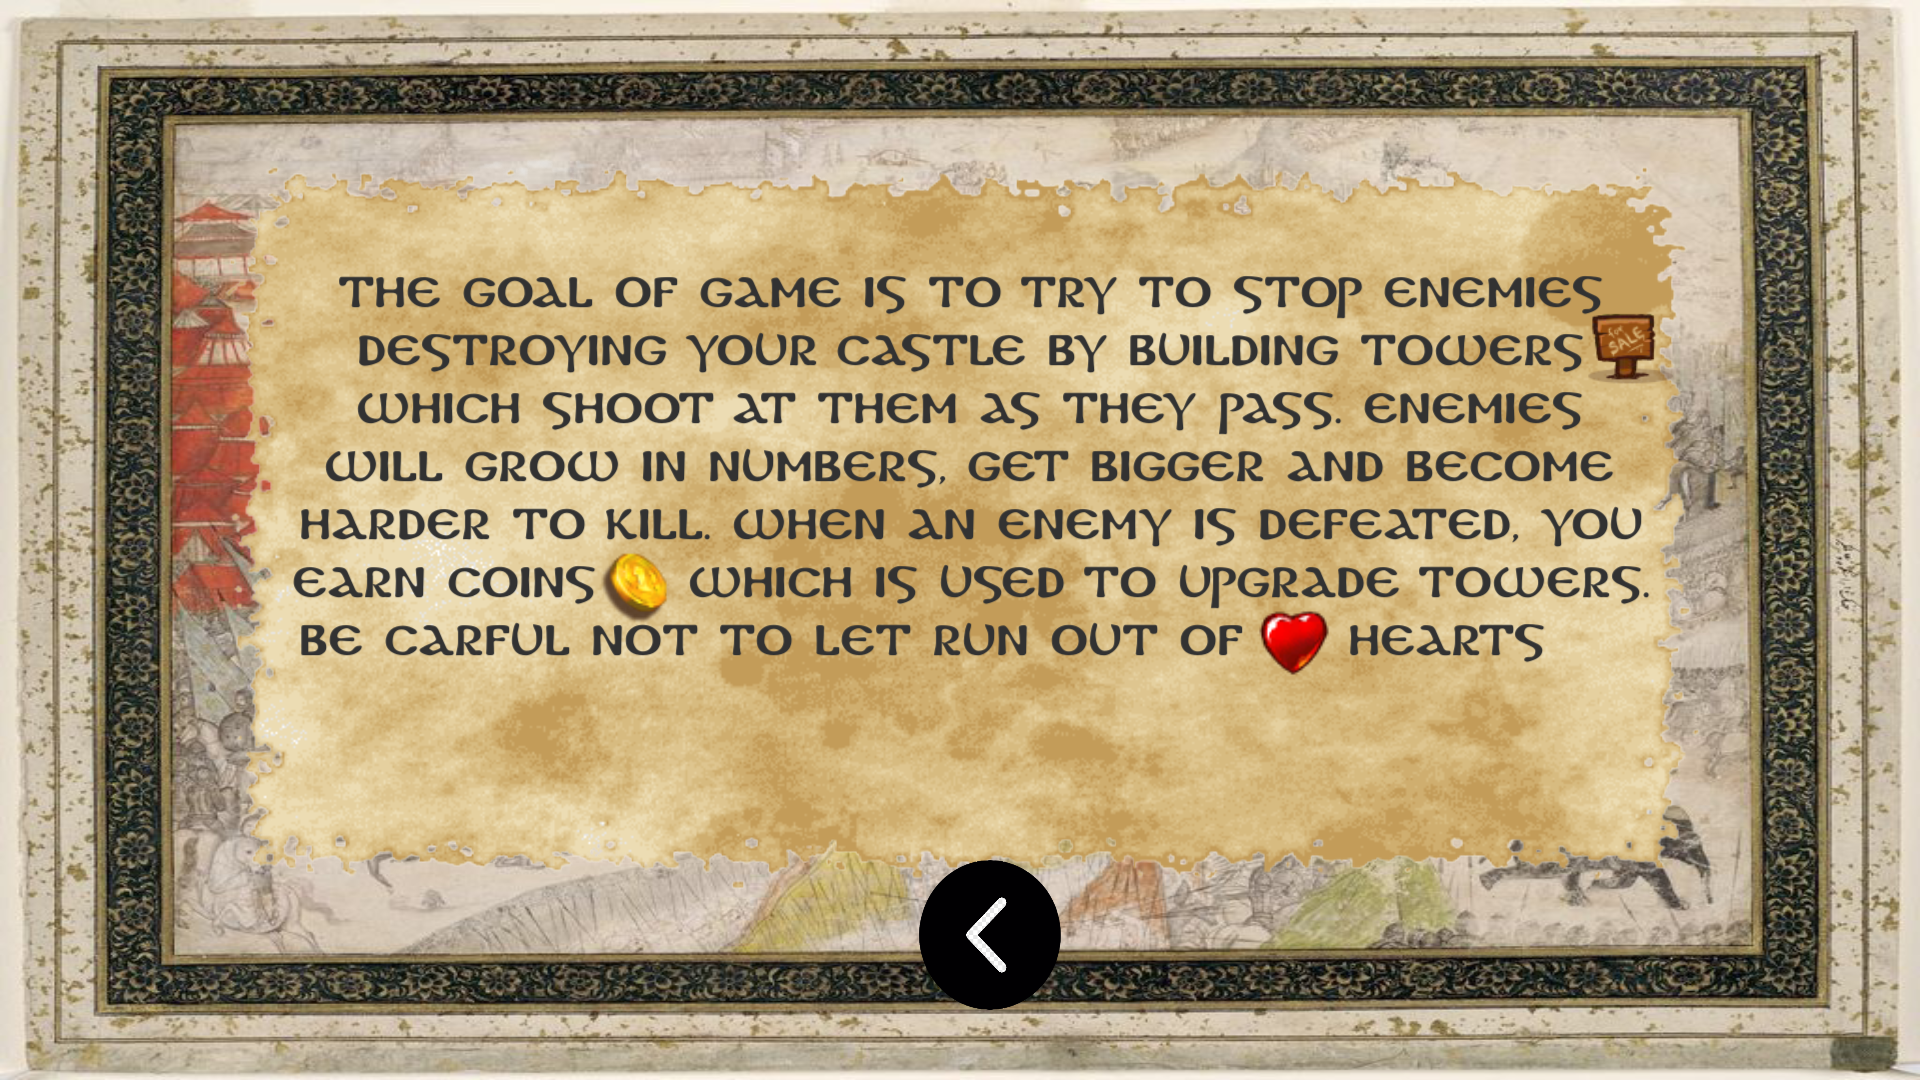 THE GOAL OF GAME IS TO TRY TO STOP ENEMIES
DESTROYING YOUR CASTLE BY BUILDING TOWERS
for SALE
WHICH SHOOT AT THEM AS THEY PASS. ENEMIES
WILL GROW IN NUMBERS, GET BIGGER AND BECOME
HARDER TO KILL. WHEN AN ENEMY IS DEFEATED, YOU
EARN COINS WHICH IS USED TO UPGRADE TOWERS.
BE CARFUL NOT TO LET RUN OUT OF HEARTS